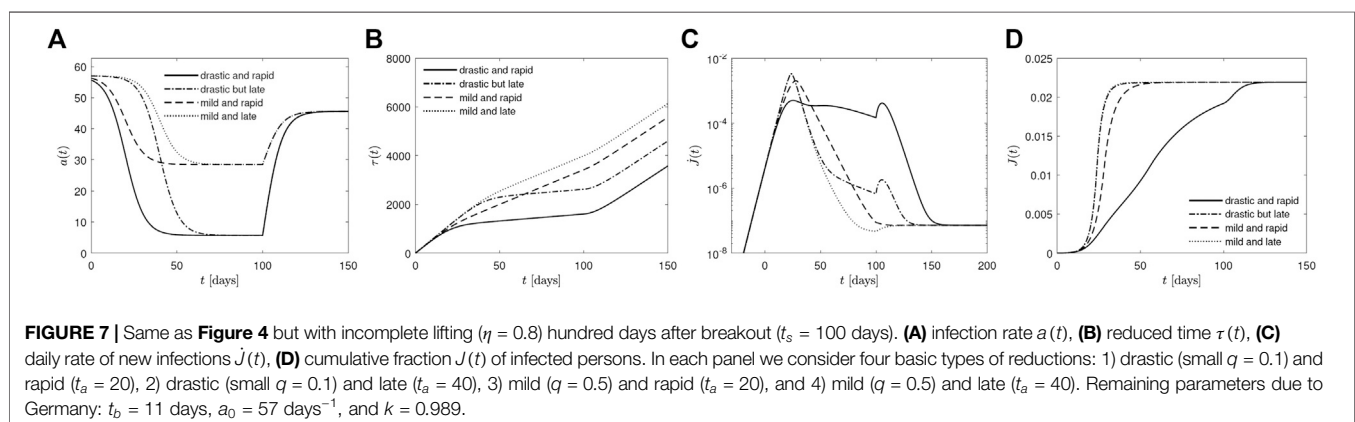 A
60
50
40
30
20
10
0
a(t)
drastic and rapid
drastic but late
mild and rapid
mild and late
0 50 100 150
t [days]
B
8000
6000
4000
2000
0
τ(t)
drastic and rapid
drastic but late
mild and rapid
mild and late
0 50 100 150
t [days]
C
10⁻²
10⁻⁴
10⁻⁶
10⁻⁸
J̇(t)
0 50 100 150 200
t [days]
D
0.025
0.02
0.015
0.01
0.005
0
J(t)
drastic and rapid
drastic but late
mild and rapid
mild and late
0 50 100 150
t [days]
FIGURE 7 | Same as Figure 4 but with incomplete lifting (η = 0.8) hundred days after breakout (tₛ = 100 days). (A) infection rate a(t), (B) reduced time τ(t), (C)
daily rate of new infections J̇(t), (D) cumulative fraction J(t) of infected persons. In each panel we consider four basic types of reductions: 1) drastic (small q = 0.1) and
rapid (tₐ = 20), 2) drastic (small q = 0.1) and late (tₐ = 40), 3) mild (q = 0.5) and rapid (tₐ = 20), and 4) mild (q = 0.5) and late (tₐ = 40). Remaining parameters due to
Germany: t_b = 11 days, a₀ = 57 days⁻¹, and k = 0.989.